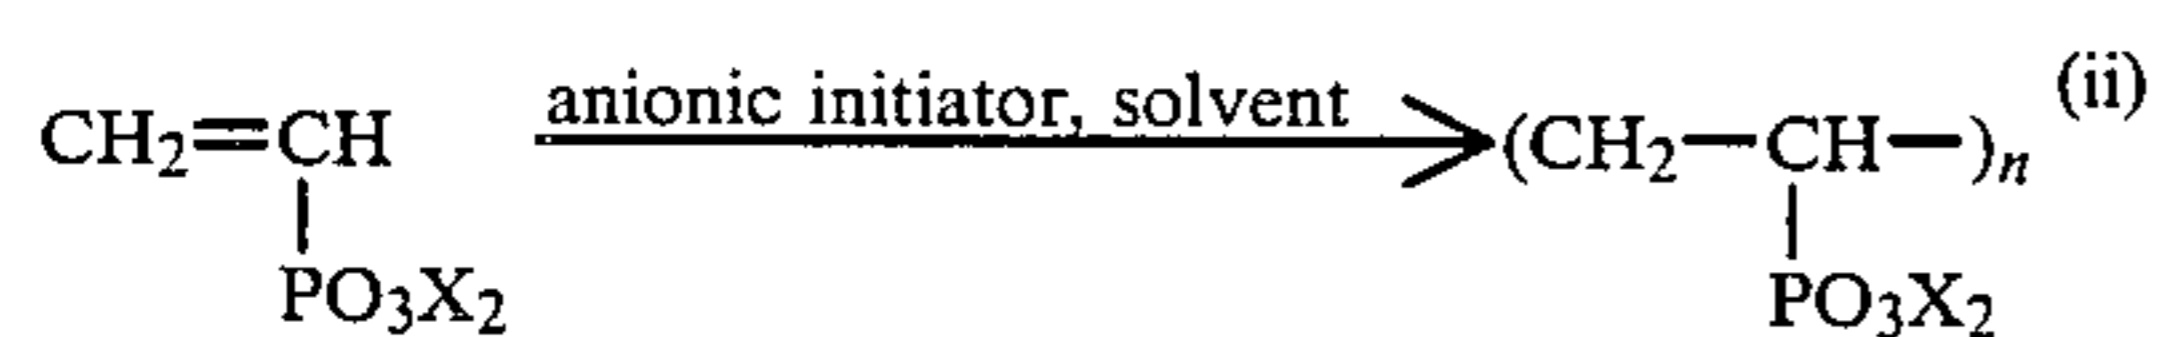 anionic initiator, solvent (ii)
CH₂=CH (CH₂—CH—)ₙ
PO₃X₂ PO₃X₂